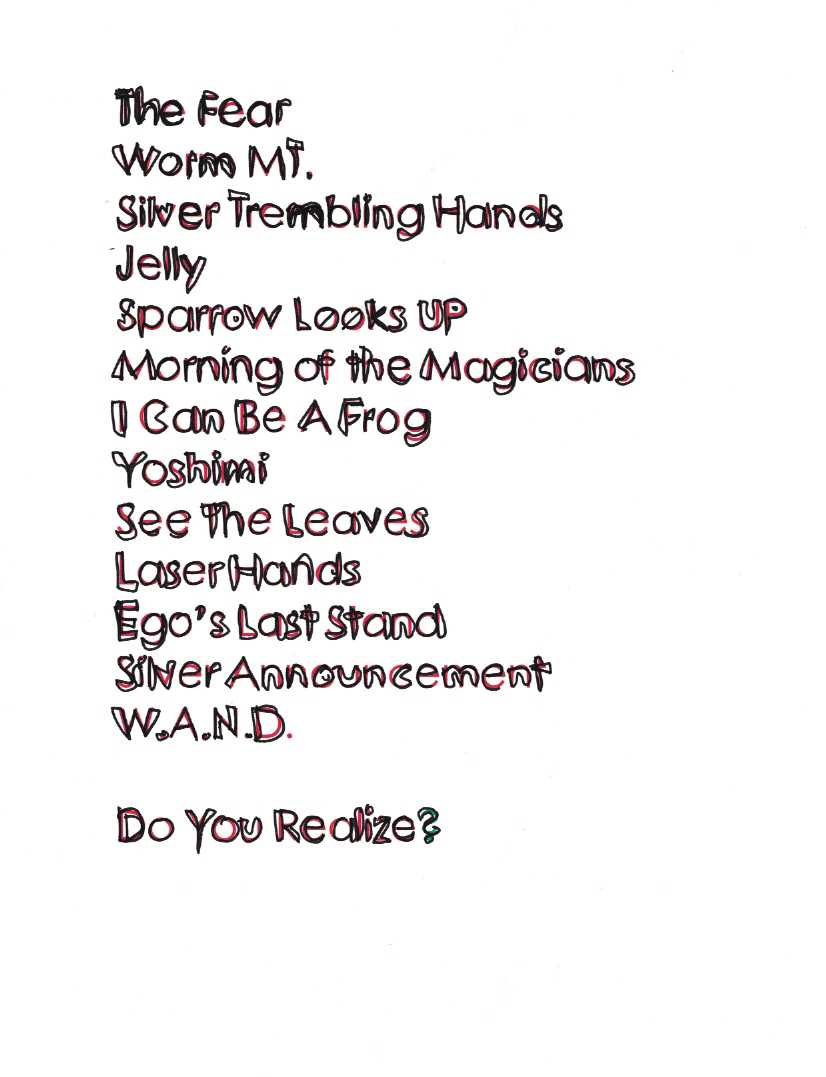 The Fear
Worm MT.
Silver Trembling Hands
Jelly
Sparrow Looks UP
Morning of the Magicians
I Can Be A Frog
Yoshimi
See The Leaves
Laser Hands
Ego's Last Stand
Silver Announcement
W.A.N.D.
Do You Realize?